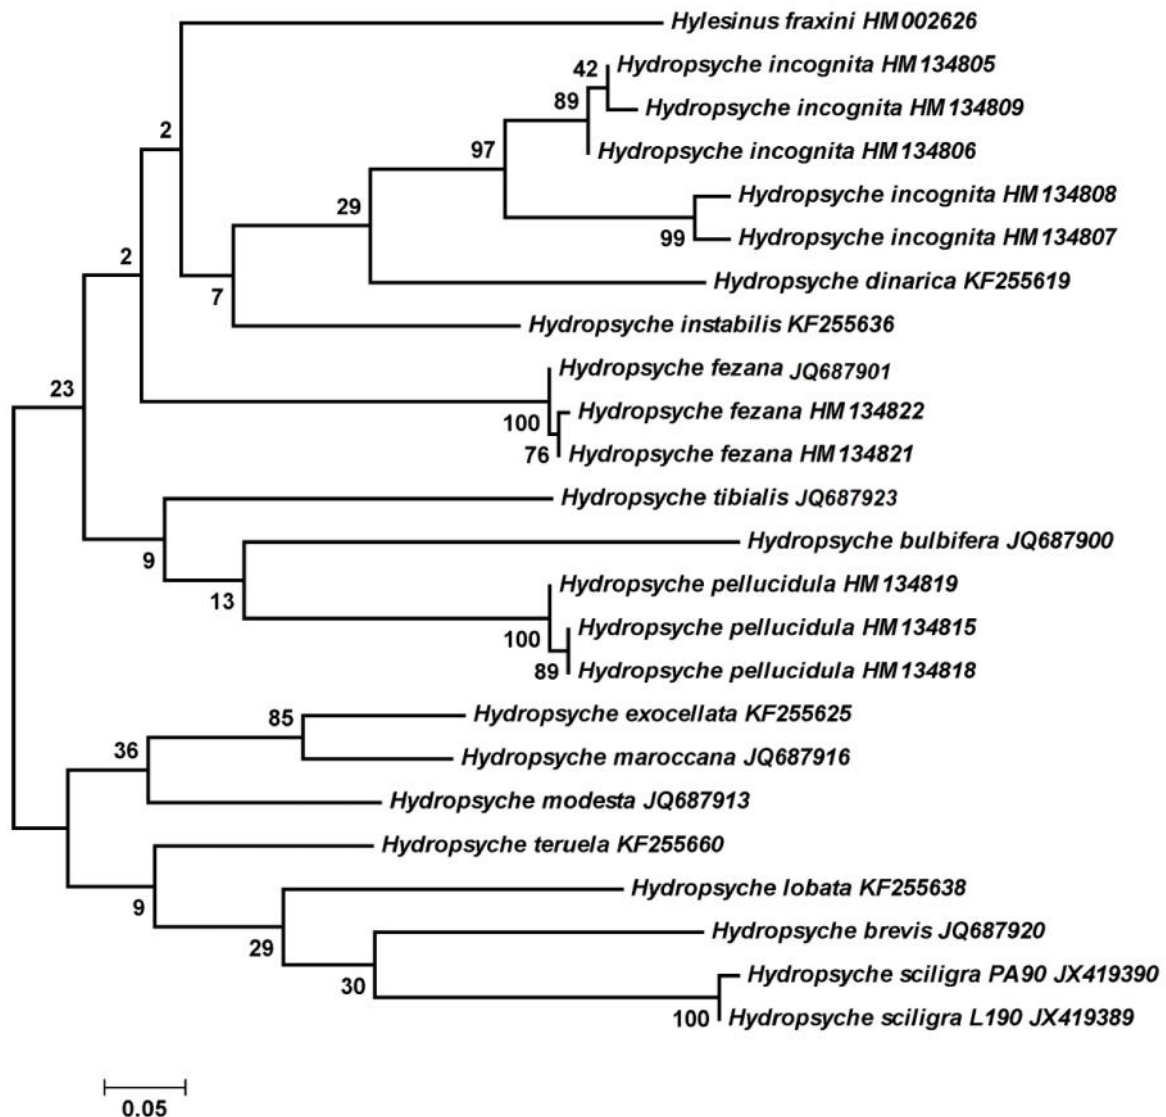 Hylesinus fraxini HM002626
42 Hydropsyche incognita HM134805
89 Hydropsyche incognita HM134809
97 Hydropsyche incognita HM134806
2
Hydropsyche incognita HM134808
29
99 Hydropsyche incognita HM134807
2
Hydropsyche dinarica KF255619
7
Hydropsyche instabilis KF255636
Hydropsyche fezana JQ687901
23
100 Hydropsyche fezana HM134822
76 Hydropsyche fezana HM134821
Hydropsyche tibialis JQ687923
9
Hydropsyche bulbifera JQ687900
13
Hydropsyche pellucidula HM134819
100 Hydropsyche pellucidula HM134815
89 Hydropsyche pellucidula HM134818
85 Hydropsyche exocellata KF255625
36
Hydropsyche maroccana JQ687916
Hydropsyche modesta JQ687913
Hydropsyche teruela KF255660
9
Hydropsyche lobata KF255638
29
Hydropsyche brevis JQ687920
30
Hydropsyche sciligra PA90 JX419390
100 Hydropsyche sciligra L190 JX419389
0.05